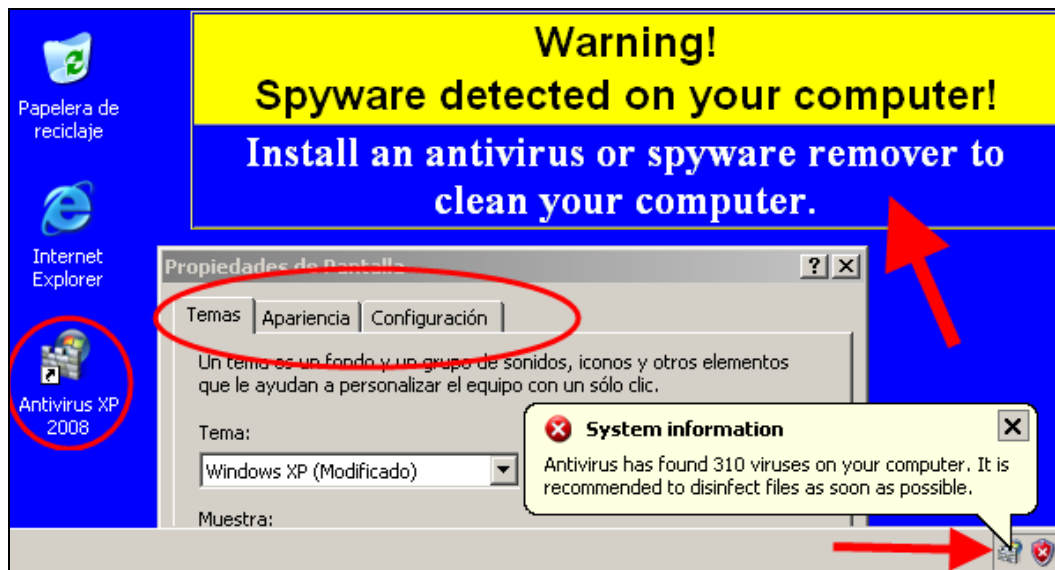 Warning!
Spyware detected on your computer!
Install an antivirus or spyware remover to
clean your computer.
Papelera de
reciclaje
Internet
Explorer
Antivirus XP
2008
Propiedades de Pantalla
Temas Apariencia Configuración
Un tema es un fondo y un grupo de sonidos, iconos y otros elementos
que le ayudan a personalizar el equipo con un sólo clic.
Tema:
Windows XP (Modificado)
Muestra:
System information
Antivirus has found 310 viruses on your computer. It is
recommended to disinfect files as soon as possible.